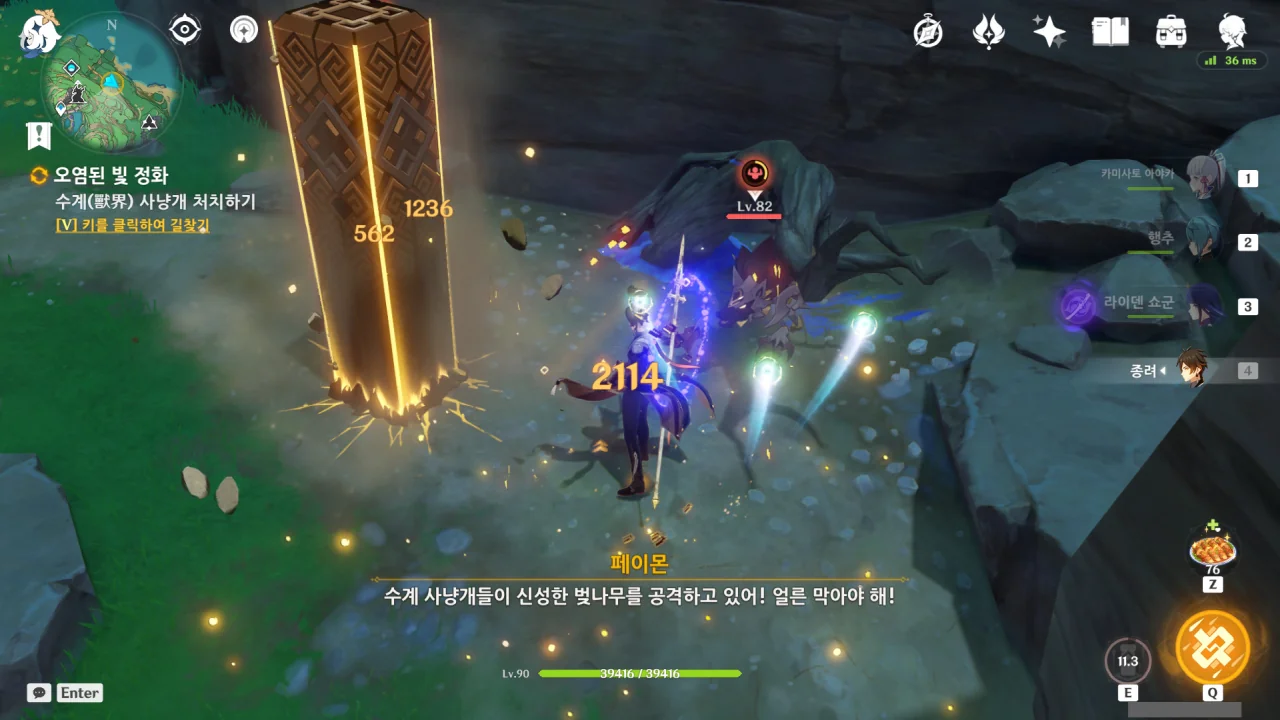 N
36 ms
오염된 빛 정화
수계(獸界) 사냥개 처치하기
[V] 키를 클릭하여 길찾기
1236
562
Lv.82
카미사토 아야카
1
행추
2
라이덴 쇼군
3
종려
4
2114
페이몬
수계 사냥개들이 신성한 벚나무를 공격하고 있어! 얼른 막아야 해!
76
Z
11.3
E
Q
Lv.90
39416 / 39416
Enter